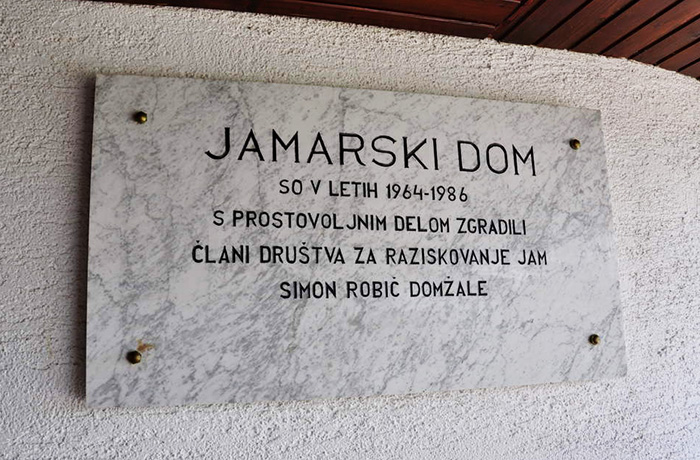 JAMARSKI DOM
SO V LETIH 1964-1986
S PROSTOVOLJNIM DELOM ZGRADILI
ČLANI DRUŠTVA ZA RAZISKOVANJE JAM
SIMON ROBIČ DOMŽALE